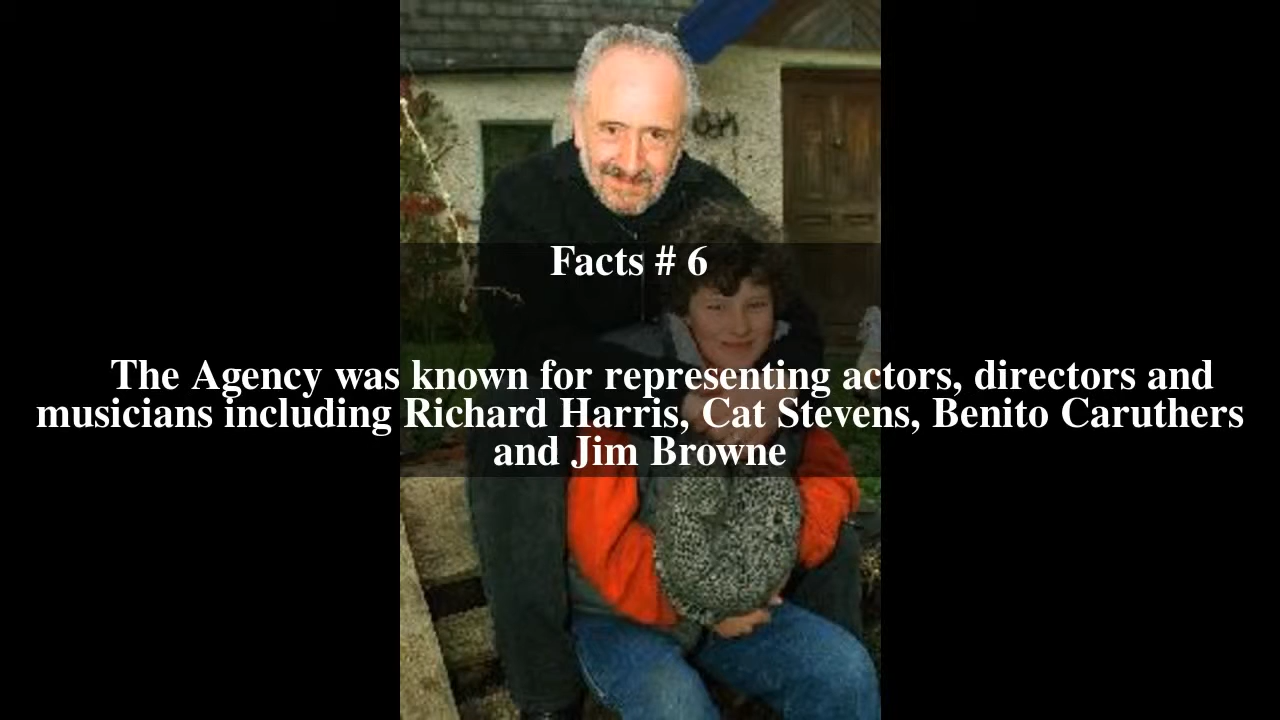 Facts # 6
The Agency was known for representing actors, directors and
musicians including Richard Harris, Cat Stevens, Benito Caruthers
and Jim Browne